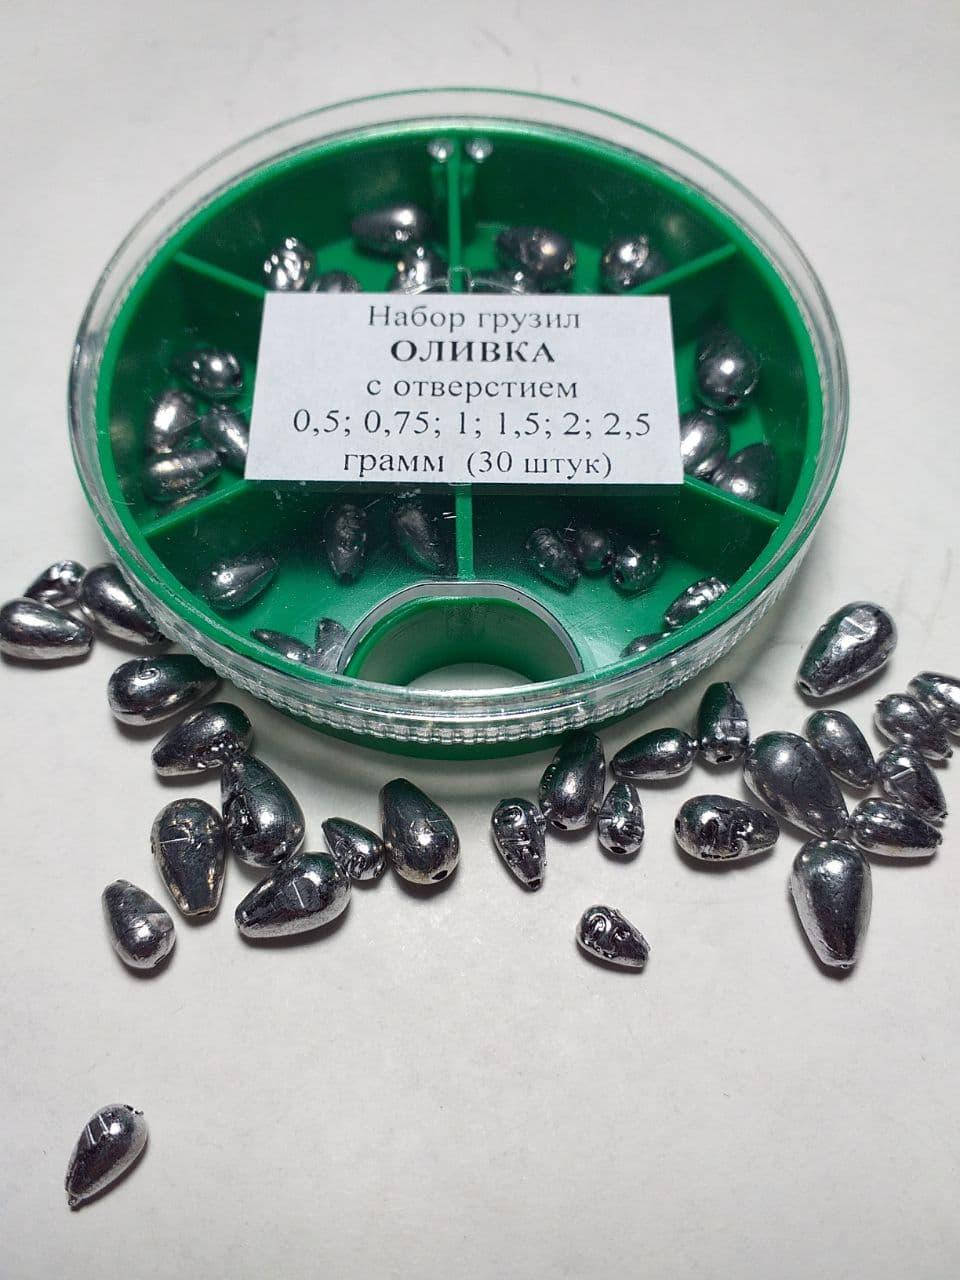 Набор грузил
ОЛИВКА
с отверстием
0,5; 0,75; 1; 1,5; 2; 2,5
грамм (30 штук)